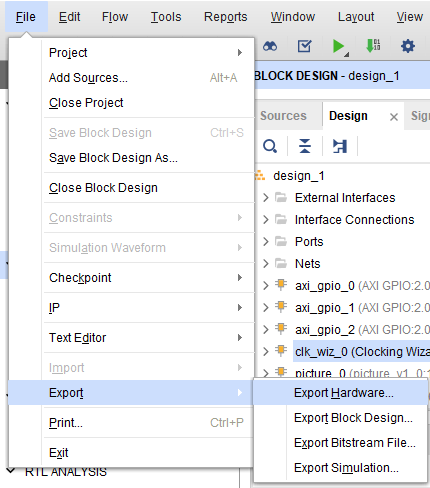 File Edit Flow Tools Reports Window Layout View
Project
Add Sources... Alt+A
Close Project
Save Block Design Ctrl+S
Save Block Design As...
Close Block Design
Constraints
Simulation Waveform
Checkpoint
IP
Text Editor
Import
Export
Print... Ctrl+P
Exit
RTL ANALYSIS
BLOCK DESIGN - design_1
Sources Design Sign
design_1
External Interfaces
Interface Connections
Ports
Nets
axi_gpio_0 (AXI GPIO:2.0
axi_gpio_1 (AXI GPIO:2.0
axi_gpio_2 (AXI GPIO:2.0
clk_wiz_0 (Clocking Wiza
picture_0 (picture_v1_0:1
Export Hardware...
Export Block Design...
Export Bitstream File...
Export Simulation...